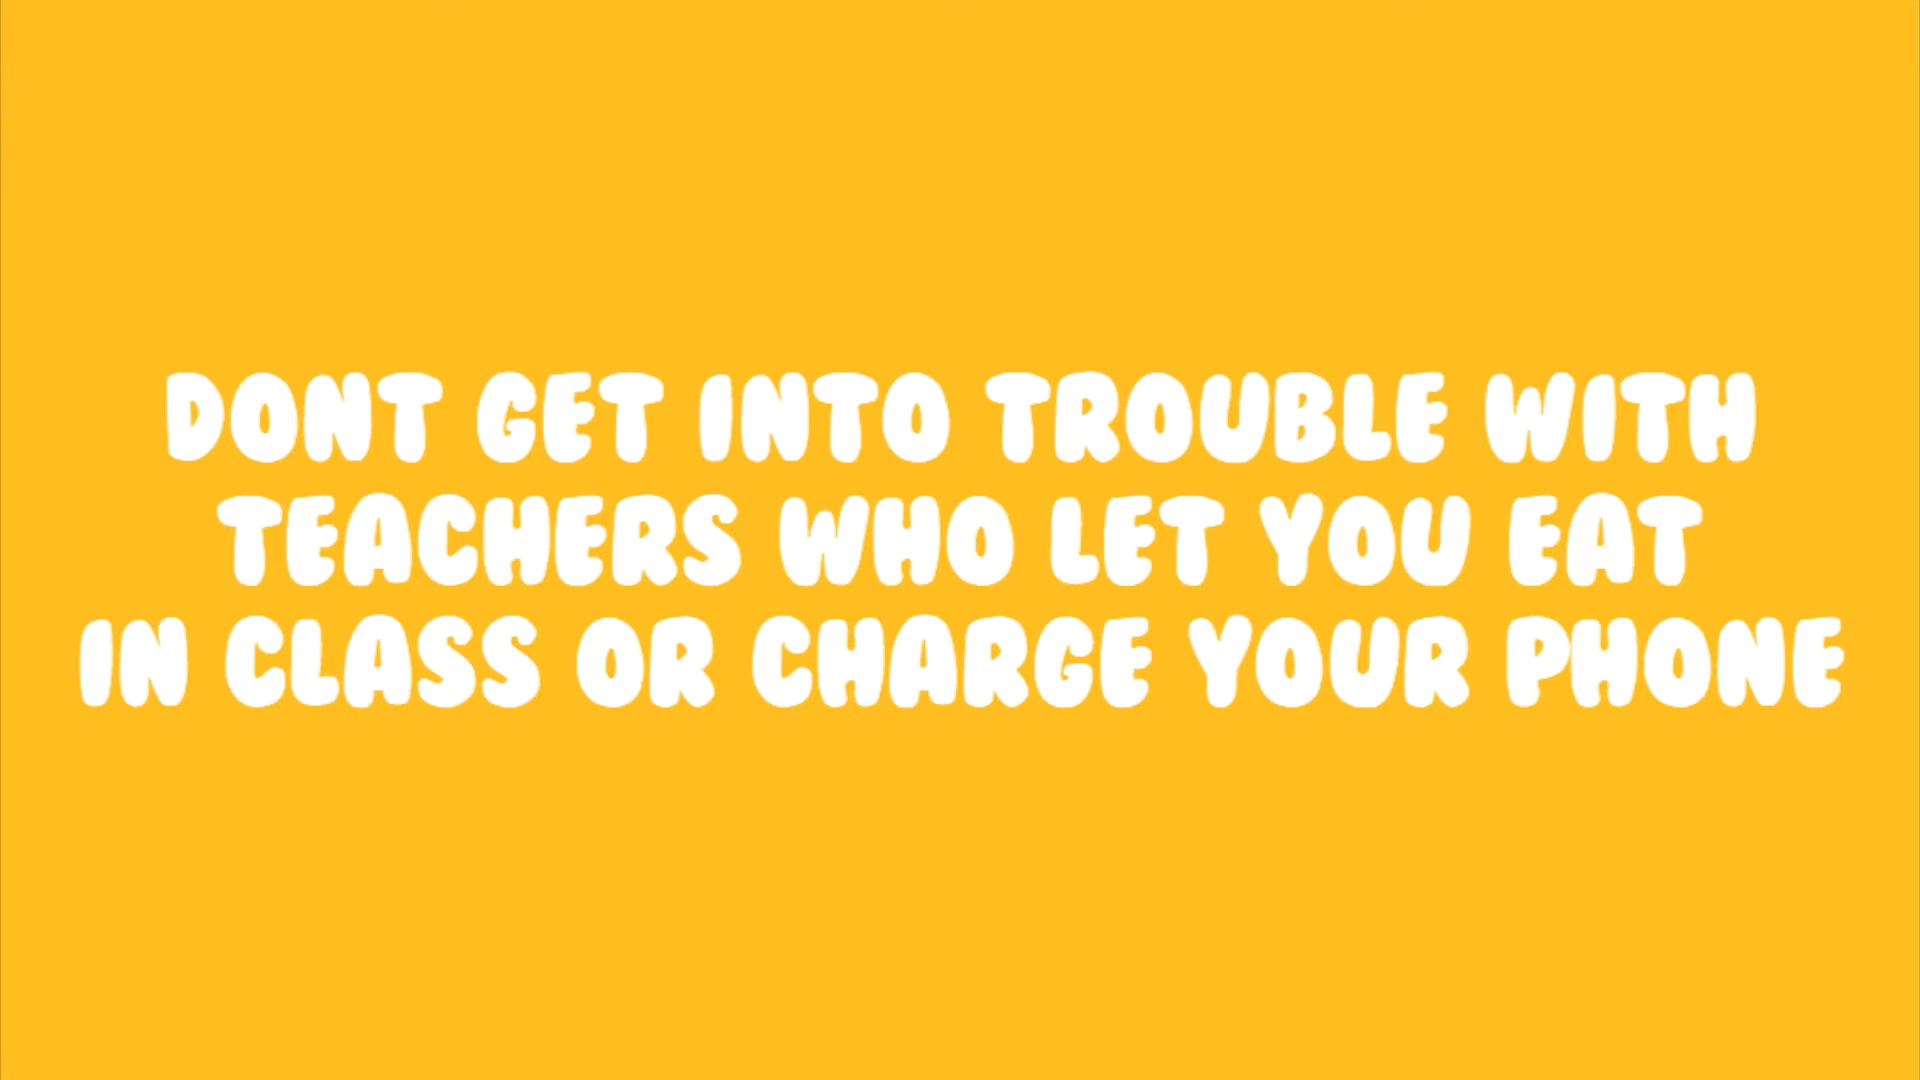 DONT GET INTO TROUBLE WITH
TEACHERS WHO LET YOU EAT
IN CLASS OR CHARGE YOUR PHONE